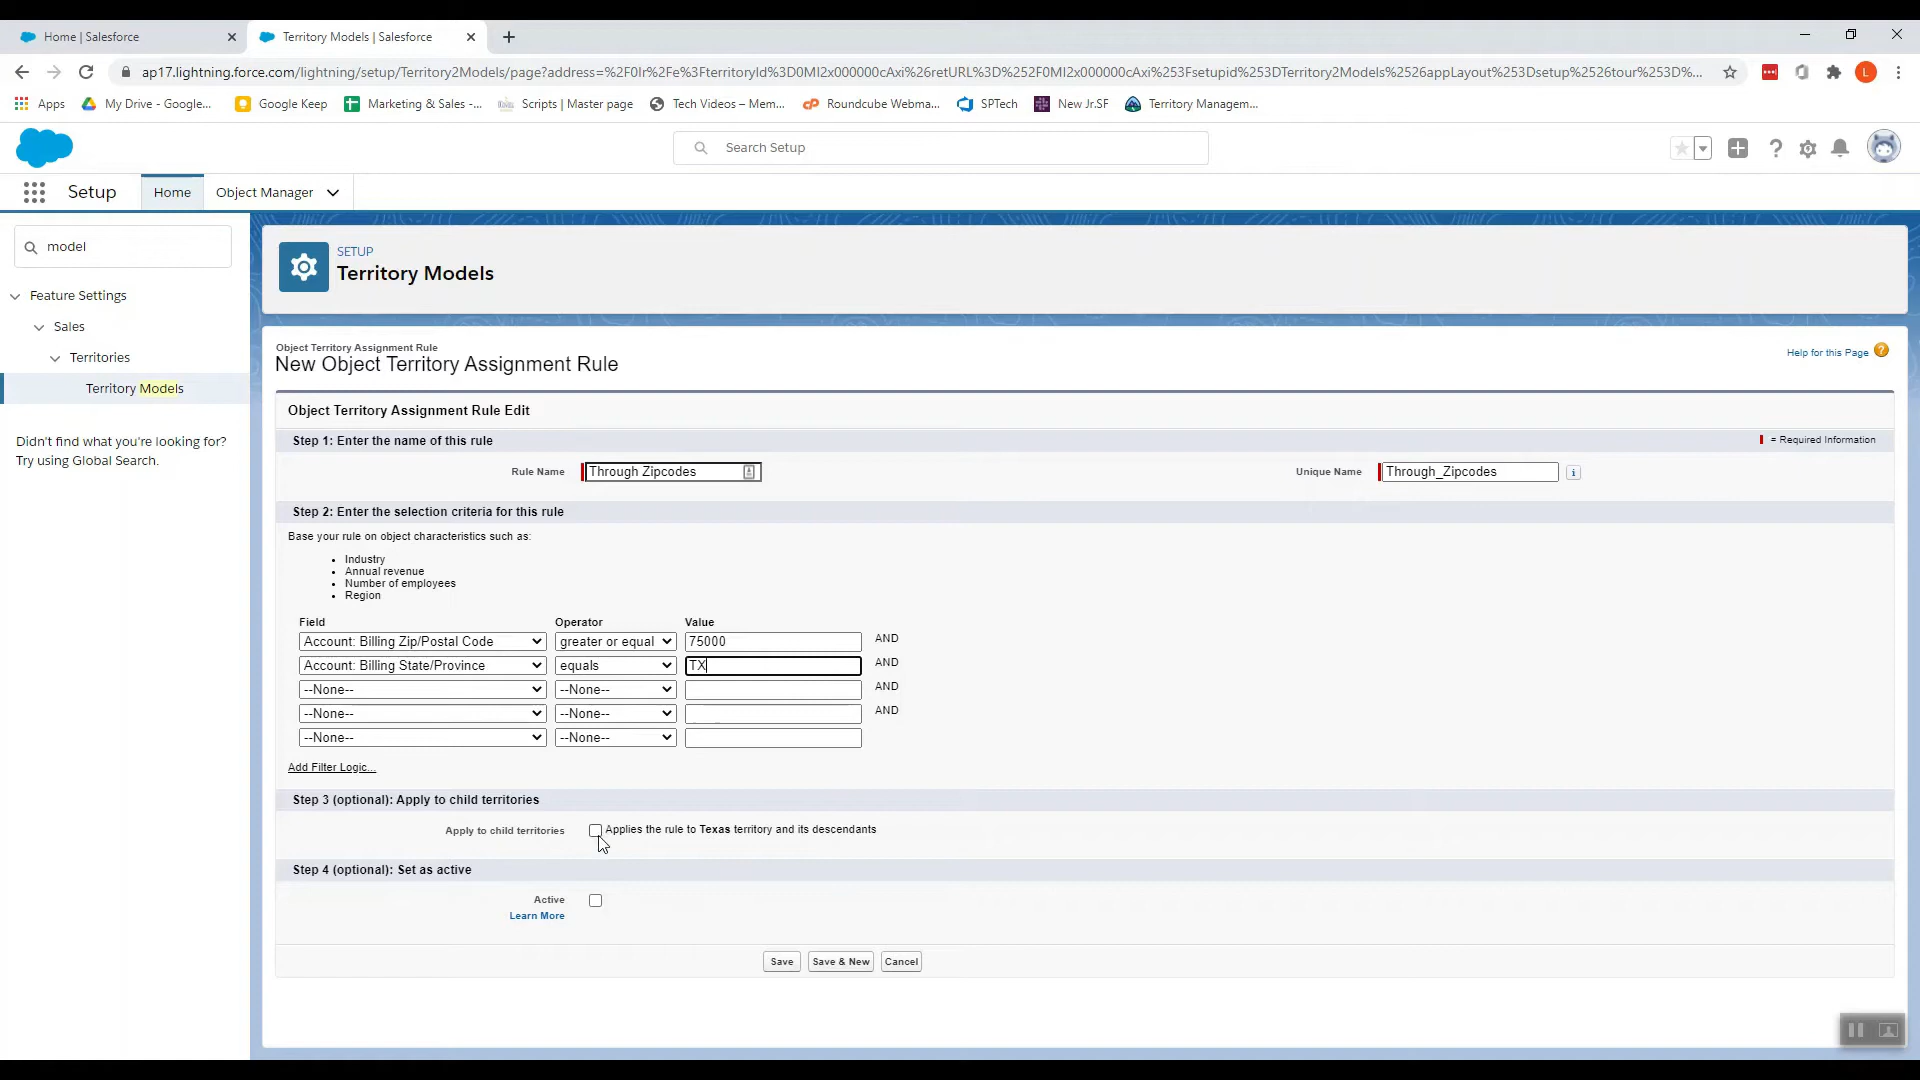 Home | Salesforce
Territory Models | Salesforce
ap17.lightning.force.com/lightning/setup/Territory2Models/page?address=%2F0Ir%2Fe%3FterritoryId%3D0MI2x000000cAxi%26retURL%3D%252F0MI2x000000cAxi%253Fsetupid%253DTerritory2Models%2526appLayout%253Dsetup%2526tour%253D%...
L
Apps
My Drive - Google...
Google Keep
Marketing & Sales -...
Scripts | Master page
Tech Videos – Mem...
Roundcube Webma...
SPTech
New Jr.SF
Territory Managem...
Search Setup
Setup
Home
Object Manager
model
Feature Settings
Sales
Territories
Territory Models
Didn't find what you're looking for?
Try using Global Search.
SETUP
Territory Models
Object Territory Assignment Rule
New Object Territory Assignment Rule
Help for this Page
Object Territory Assignment Rule Edit
Step 1: Enter the name of this rule
= Required Information
Rule Name
Through Zipcodes
Unique Name
Through_Zipcodes
i
Step 2: Enter the selection criteria for this rule
Base your rule on object characteristics such as:
• Industry
• Annual revenue
• Number of employees
• Region
Field Operator Value
Account: Billing Zip/Postal Code greater or equal 75000 AND
Account: Billing State/Province equals TX AND
--None-- --None-- AND
--None-- --None-- AND
--None-- --None--
Add Filter Logic...
Step 3 (optional): Apply to child territories
Apply to child territories
Applies the rule to Texas territory and its descendants
Step 4 (optional): Set as active
Active
Learn More
Save
Save & New
Cancel